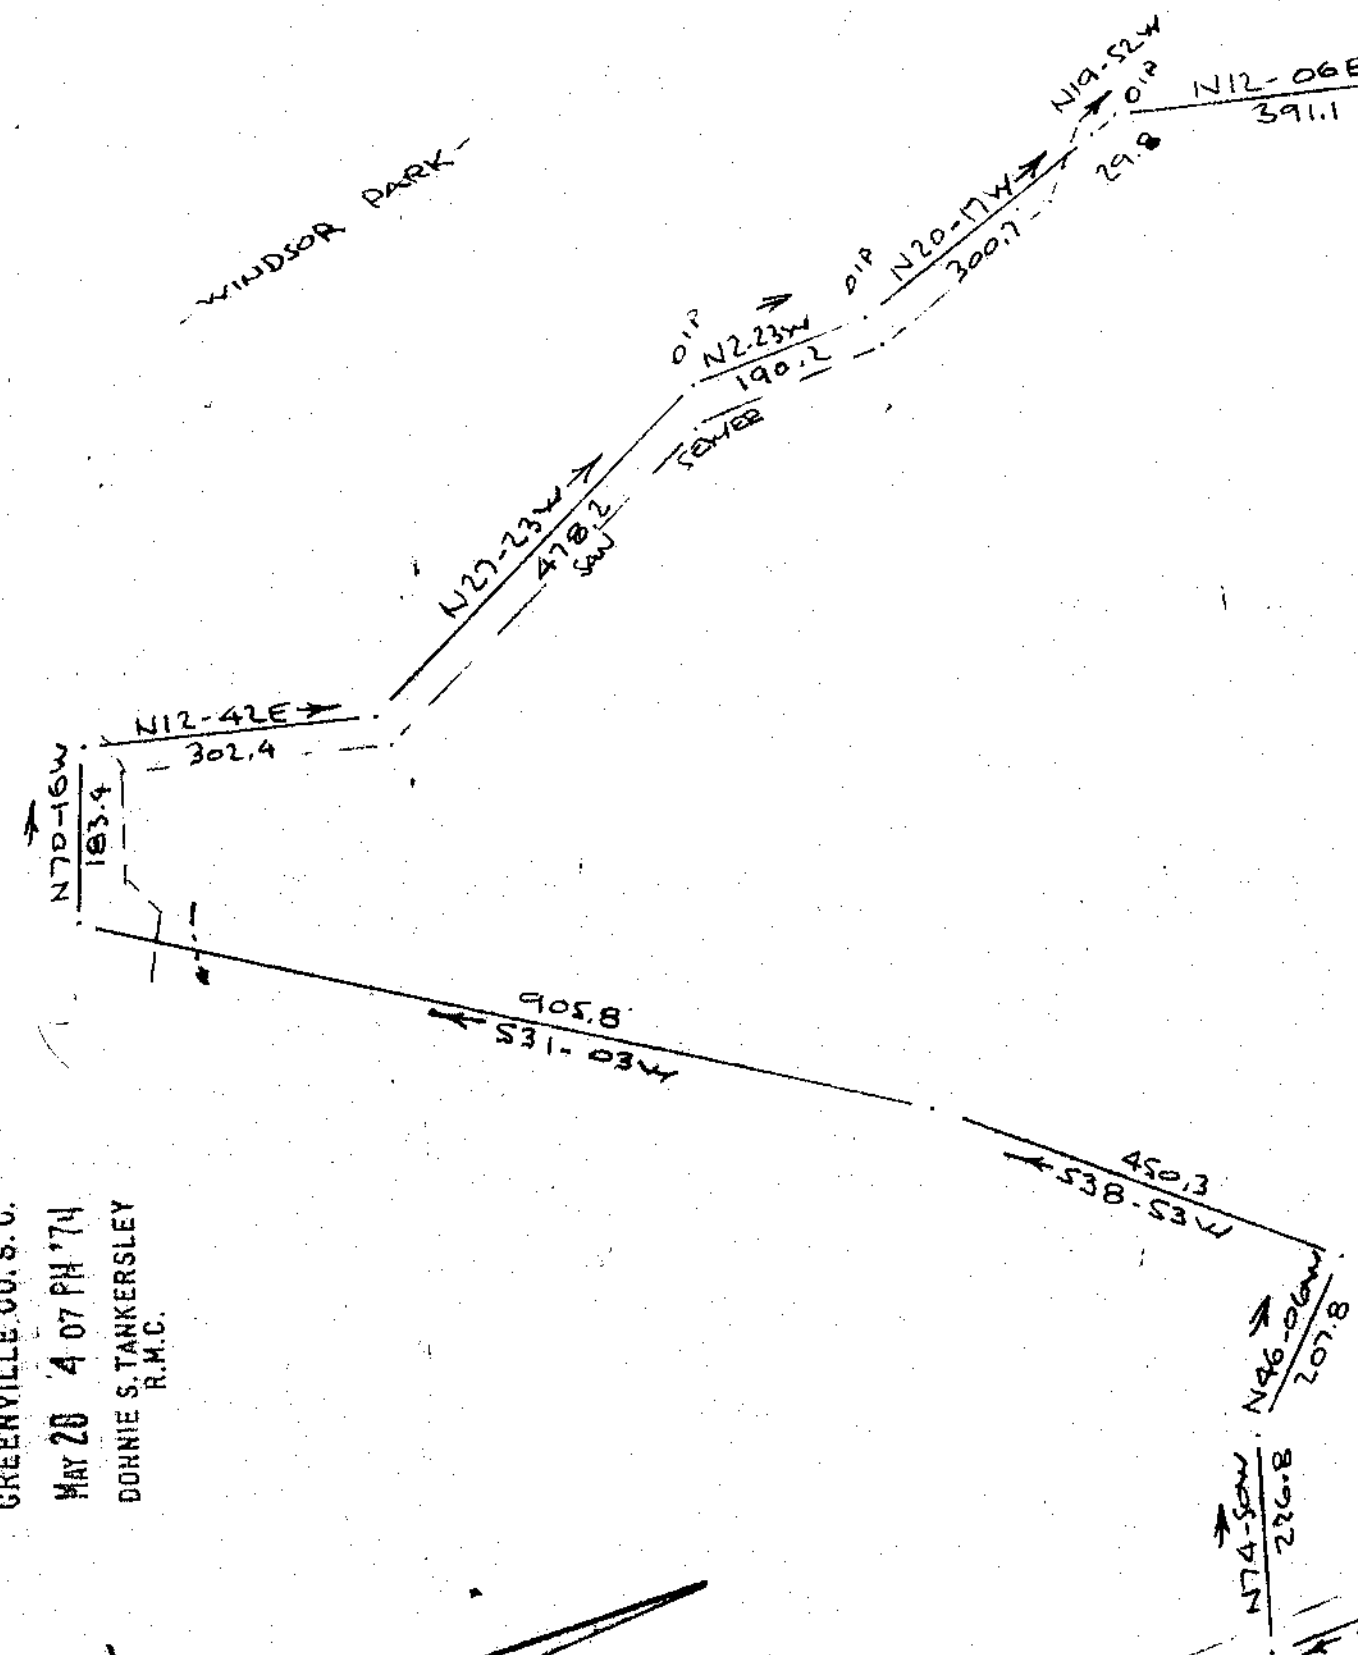 N19-52W
OIP
N12-06E
391.1
29.8
-WINDSOR PARK-
N20-17W
300.7
OIP
N2-23W
190.2
OIP
SEWER
N27-23W
478.2
SAN
N12-42E
302.4
N70-16W
183.4
905.8
S31-03W
450.3
S38-53W
N46-06W
207.8
N74-50W
226.8
GREENVILLE CO. S. C.
MAY 20 4 07 PM '74
DONNIE S. TANKERSLEY
R.M.C.